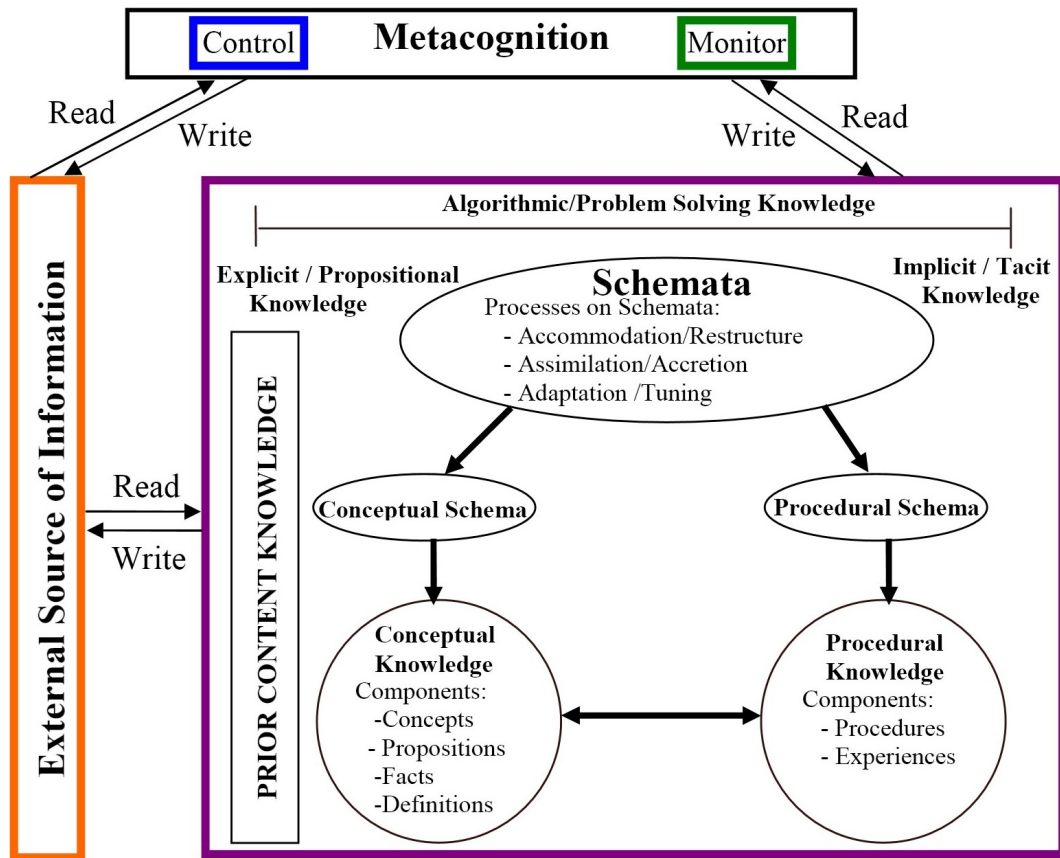 Control
Metacognition
Monitor
Read
Write
Write
Read
External Source of Information
Read
Write
Algorithmic/Problem Solving Knowledge
Explicit / Propositional
Knowledge
Implicit / Tacit
Knowledge
PRIOR CONTENT KNOWLEDGE
Schemata
Processes on Schemata:
- Accommodation/Restructure
- Assimilation/Accretion
- Adaptation /Tuning
Conceptual Schema
Procedural Schema
Conceptual
Knowledge
Components:
-Concepts
- Propositions
-Facts
-Definitions
Procedural
Knowledge
Components:
- Procedures
- Experiences